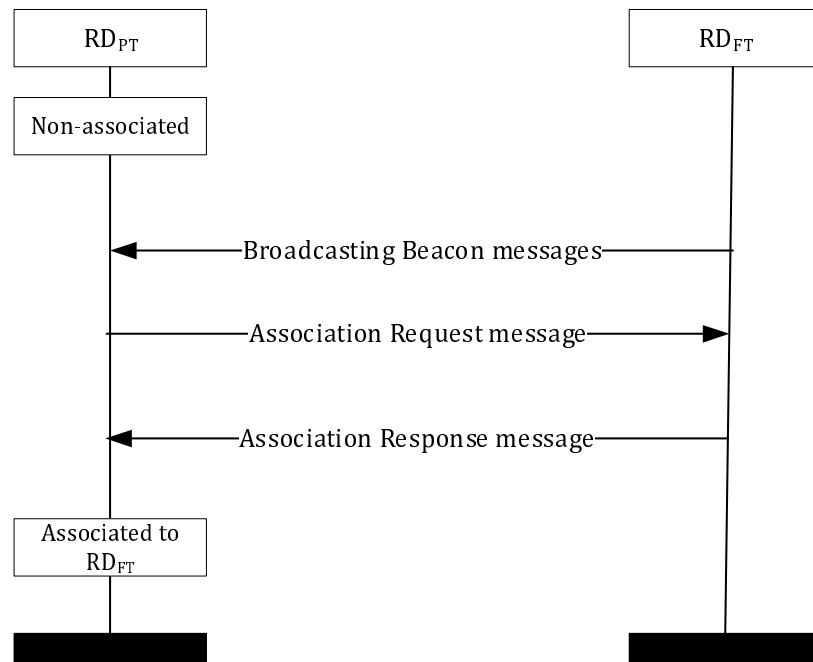 RDPT
RDFT
Non-associated
Broadcasting Beacon messages
Association Request message
Association Response message
Associated to
RDFT